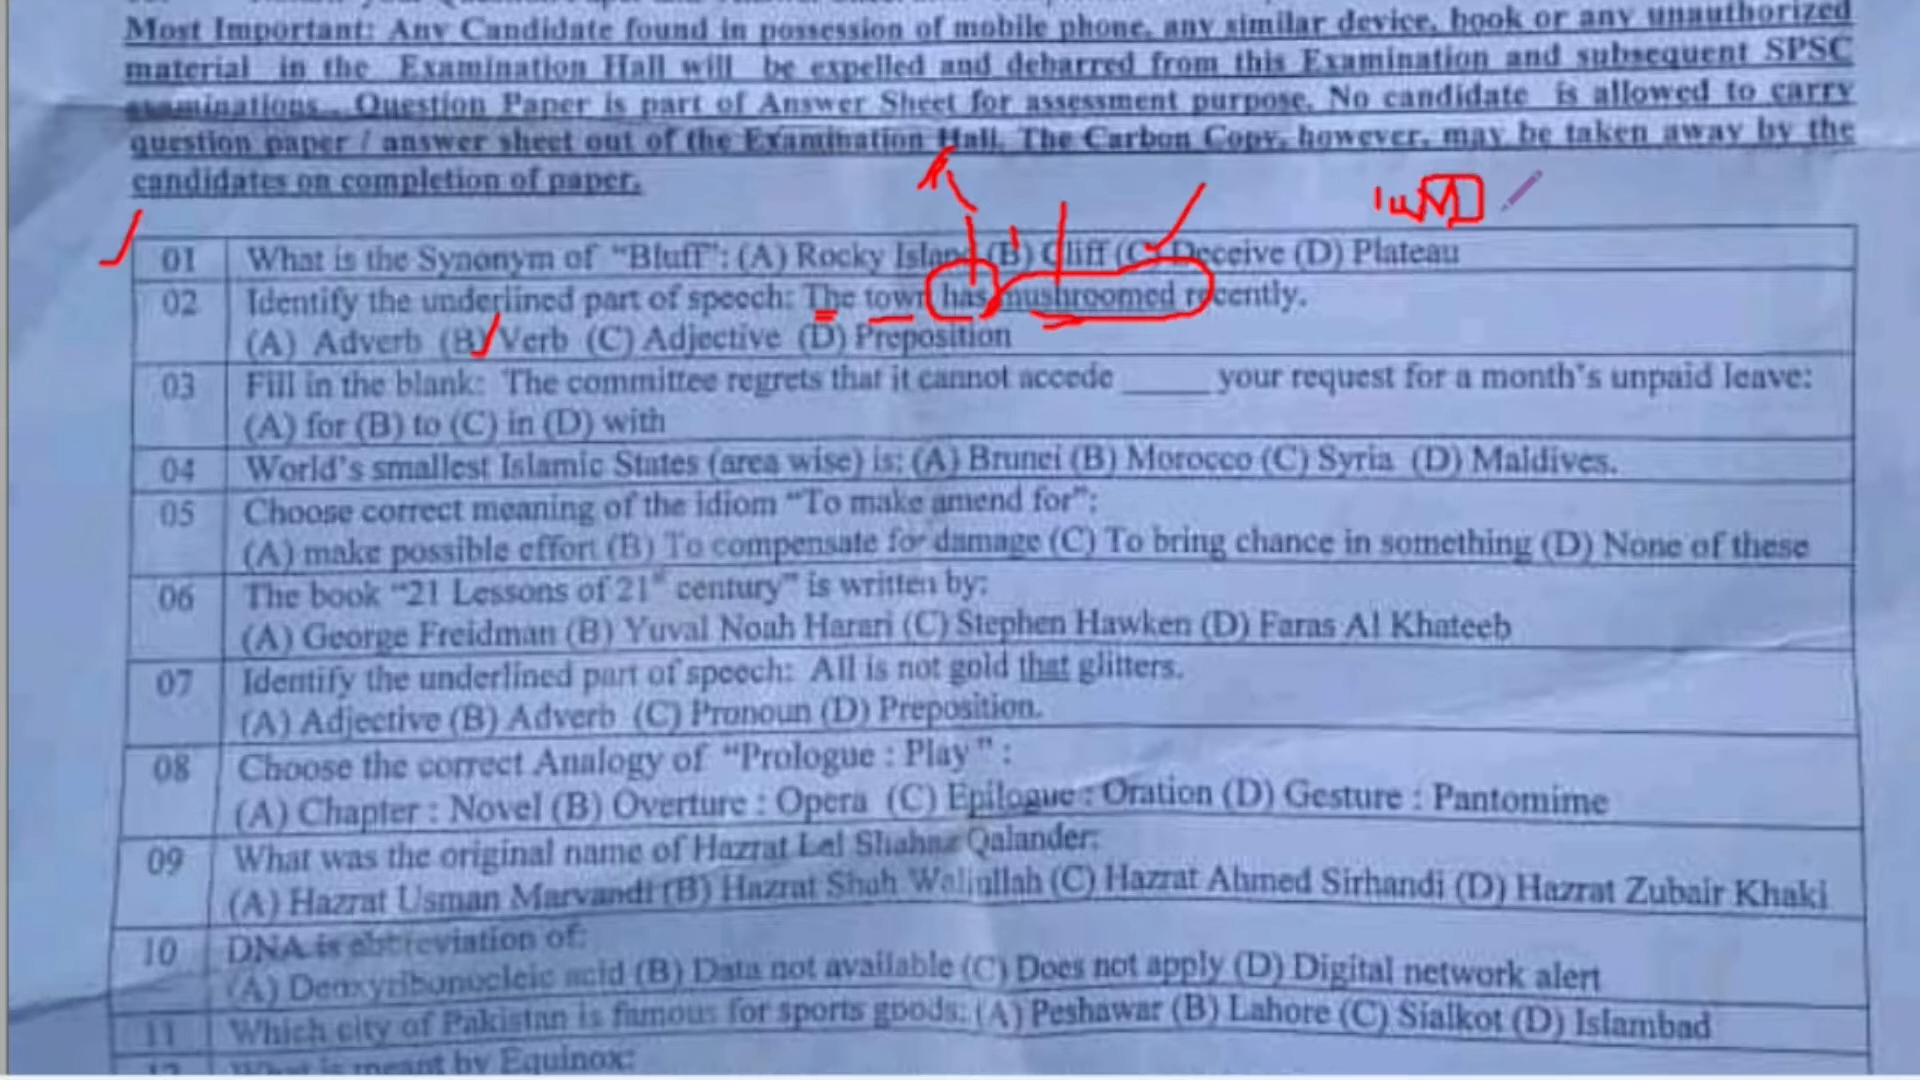 Most Important: Any Candidate found in possession of mobile phone, any similar device, book or any unauthorized
material in the Examination Hall will be expelled and debarred from this Examination and subsequent SPSC
examinations. Question Paper is part of Answer Sheet for assessment purpose. No candidate is allowed to carry
question paper / answer sheet out of the Examination Hall. The Carbon Copy, however, may be taken away by the
candidates on completion of paper.
01 What is the Synonym of "Bluff": (A) Rocky Island (B) Cliff (C) Deceive (D) Plateau
02 Identify the underlined part of speech: The town has mushroomed recently.
(A) Adverb (B) Verb (C) Adjective (D) Preposition
03 Fill in the blank: The committee regrets that it cannot accede _____ your request for a month's unpaid leave:
(A) for (B) to (C) in (D) with
04 World's smallest Islamic States (area wise) is: (A) Brunei (B) Morocco (C) Syria (D) Maldives.
05 Choose correct meaning of the idiom "To make amend for":
(A) make possible effort (B) To compensate for damage (C) To bring chance in something (D) None of these
06 The book "21 Lessons of 21st century" is written by:
(A) George Freidman (B) Yuval Noah Harari (C) Stephen Hawken (D) Faras Al Khateeb
07 Identify the underlined part of speech: All is not gold that glitters.
(A) Adjective (B) Adverb (C) Pronoun (D) Preposition.
08 Choose the correct Analogy of "Prologue : Play" :
(A) Chapter : Novel (B) Overture : Opera (C) Epilogue : Oration (D) Gesture : Pantomime
09 What was the original name of Hazrat Lal Shahaz Qalander:
(A) Hazrat Usman Marvandi (B) Hazrat Shah Waliullah (C) Hazrat Ahmed Sirhandi (D) Hazrat Zubair Khaki
10 DNA is abbreviation of:
(A) Deoxyribonucleic acid (B) Data not available (C) Does not apply (D) Digital network alert
11 Which city of Pakistan is famous for sports goods: (A) Peshawar (B) Lahore (C) Sialkot (D) Islambad
12 What is meant by Equinox: